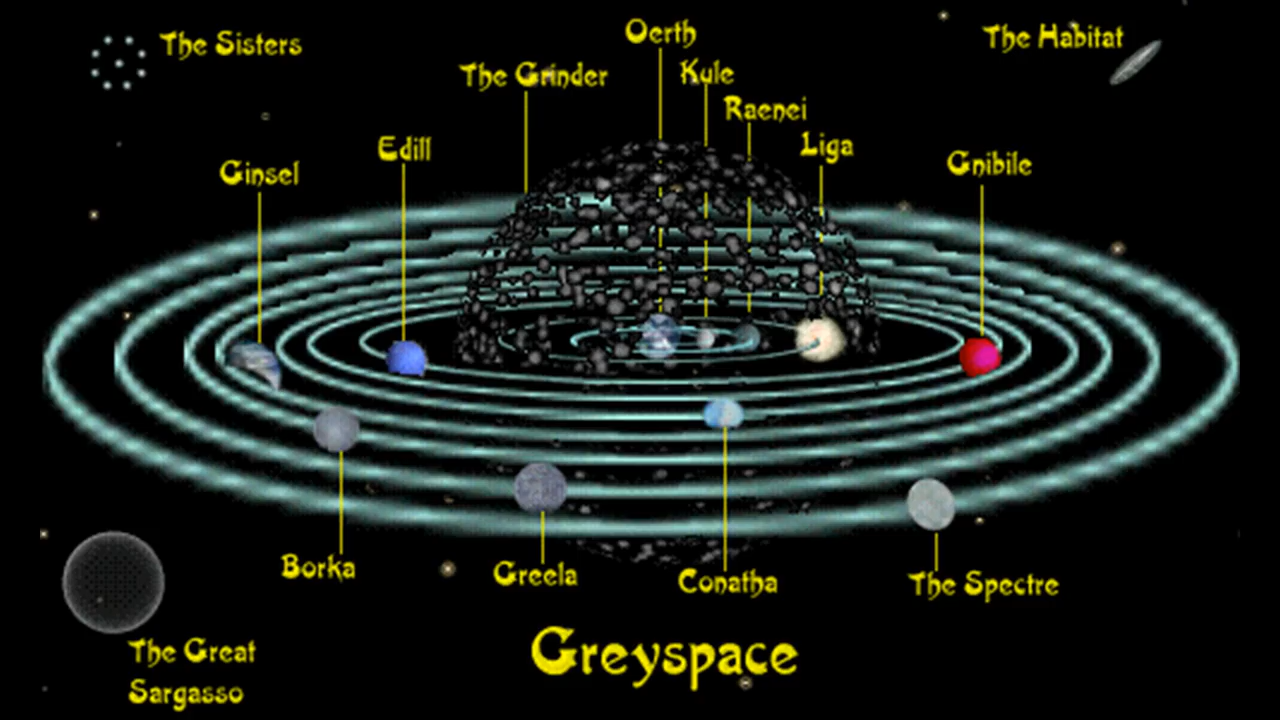 Oerth
The Sisters
The Habitat
The Grinder
Kule
Raenei
Edill
Liga
Ginsel
Gnibile
Borka
Greela
Conatha
The Spectre
The Great
Sargasso
Greyspace